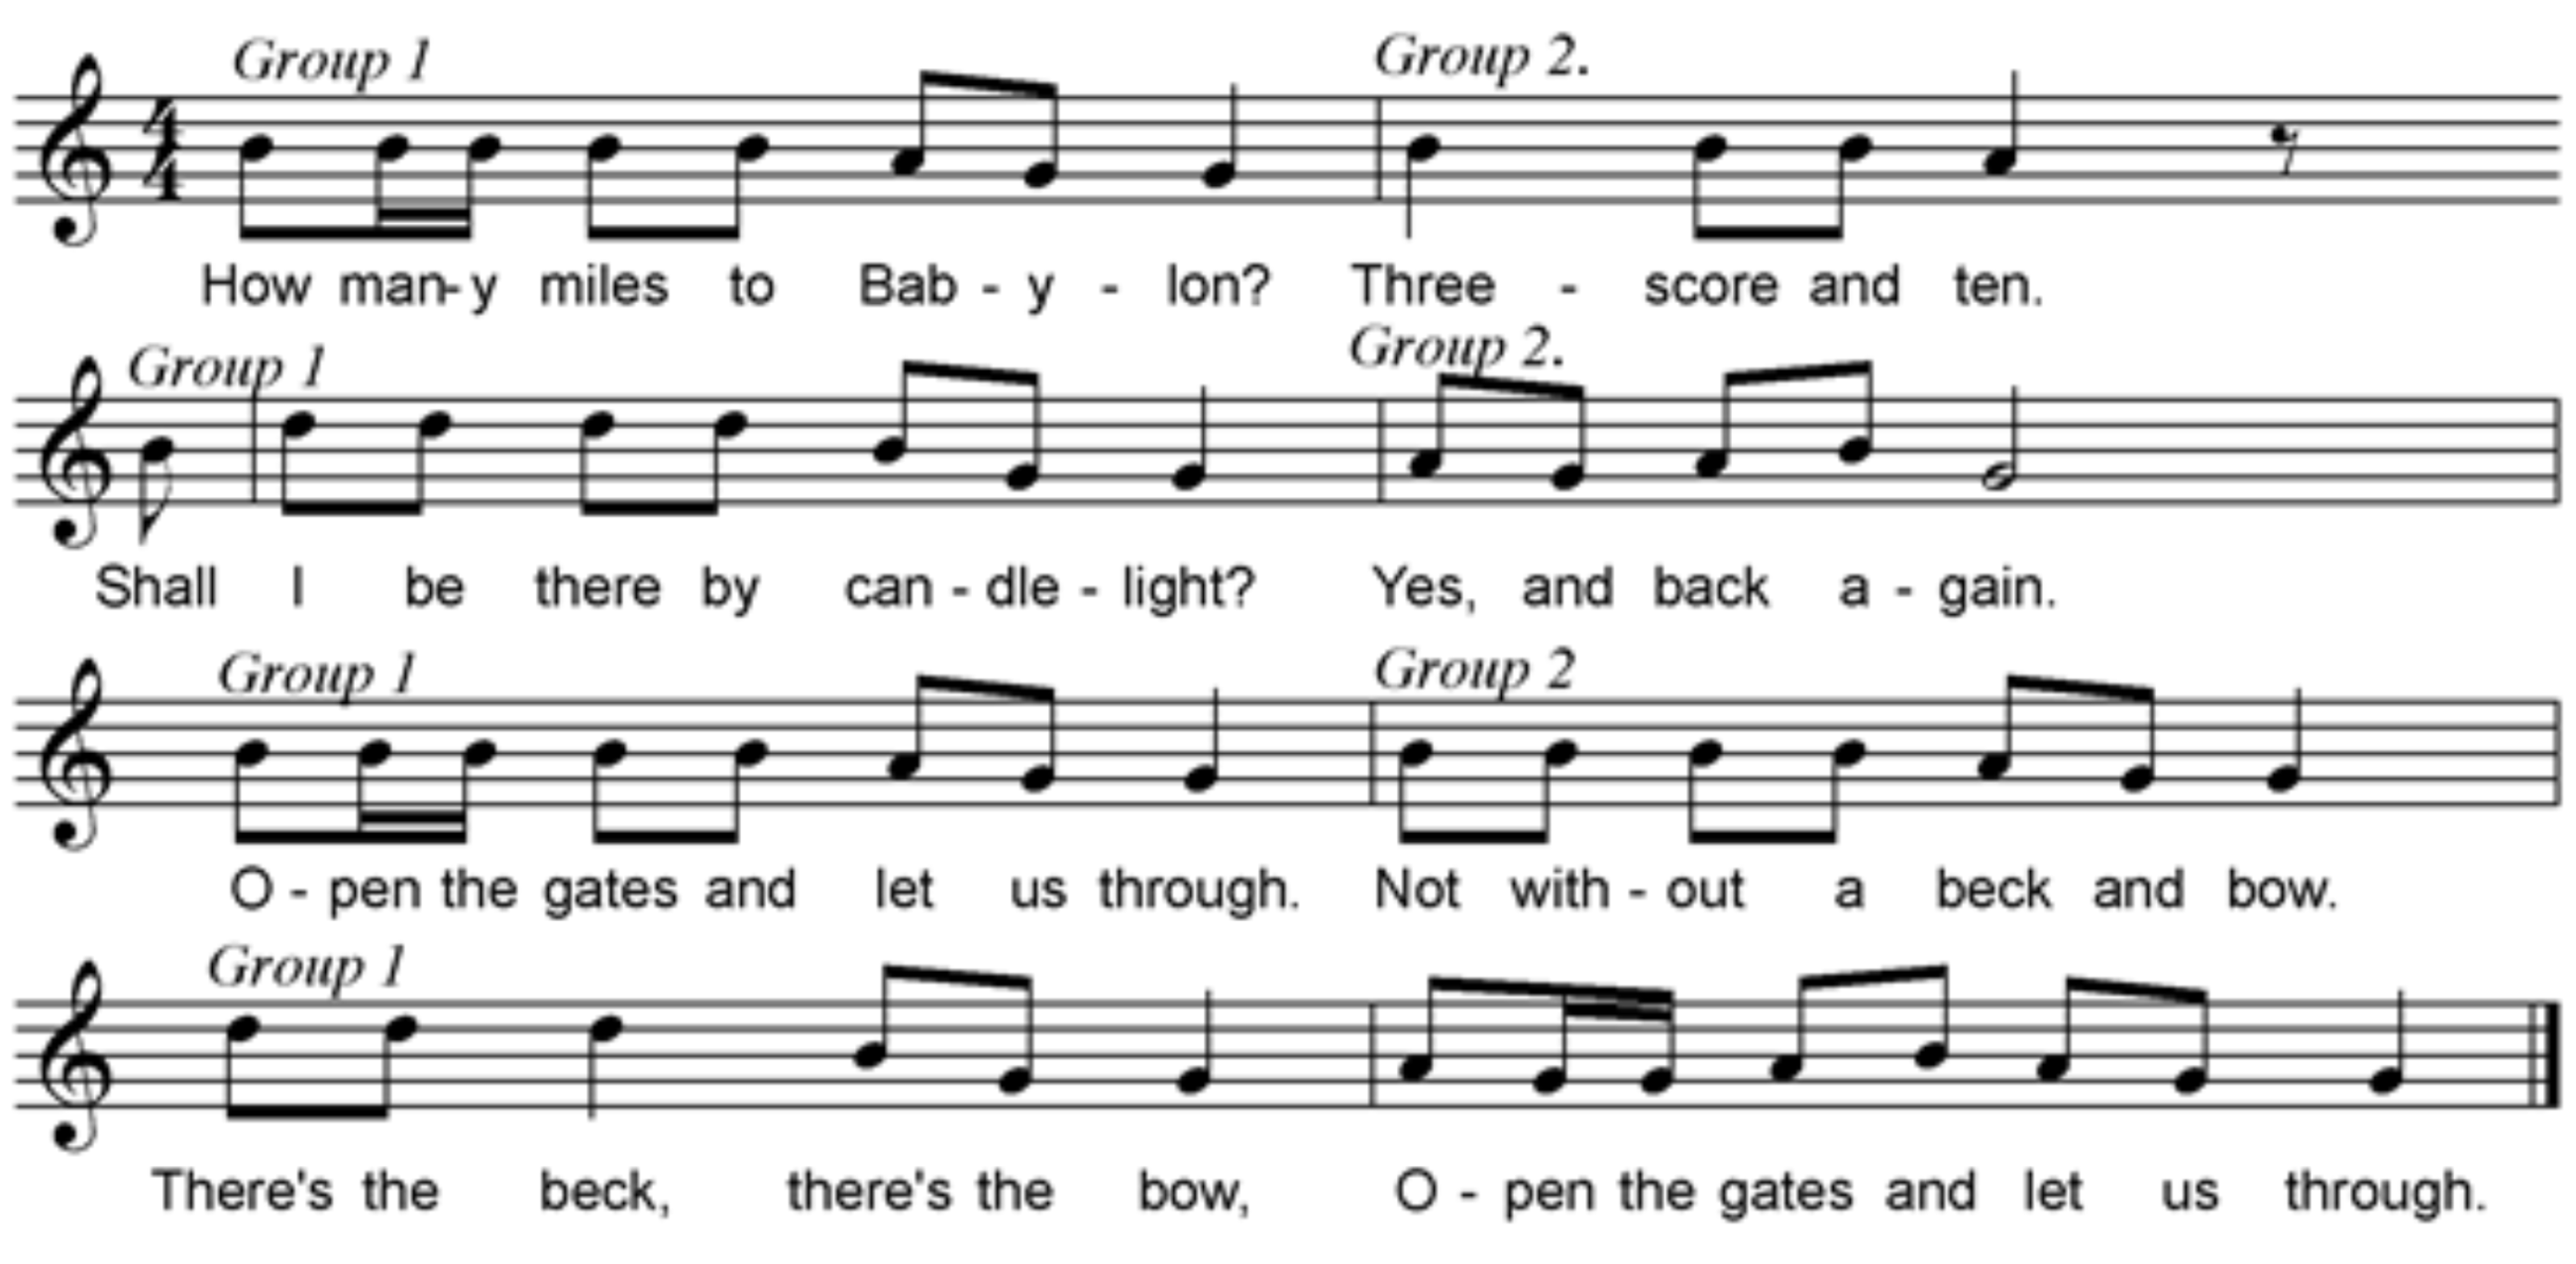 Group 1 Group 2.
How man-y miles to Bab - y - lon? Three - score and ten.
Group 1 Group 2.
Shall I be there by can - dle - light? Yes, and back a - gain.
Group 1 Group 2
O - pen the gates and let us through. Not with - out a beck and bow.
Group 1
There's the beck, there's the bow, O - pen the gates and let us through.